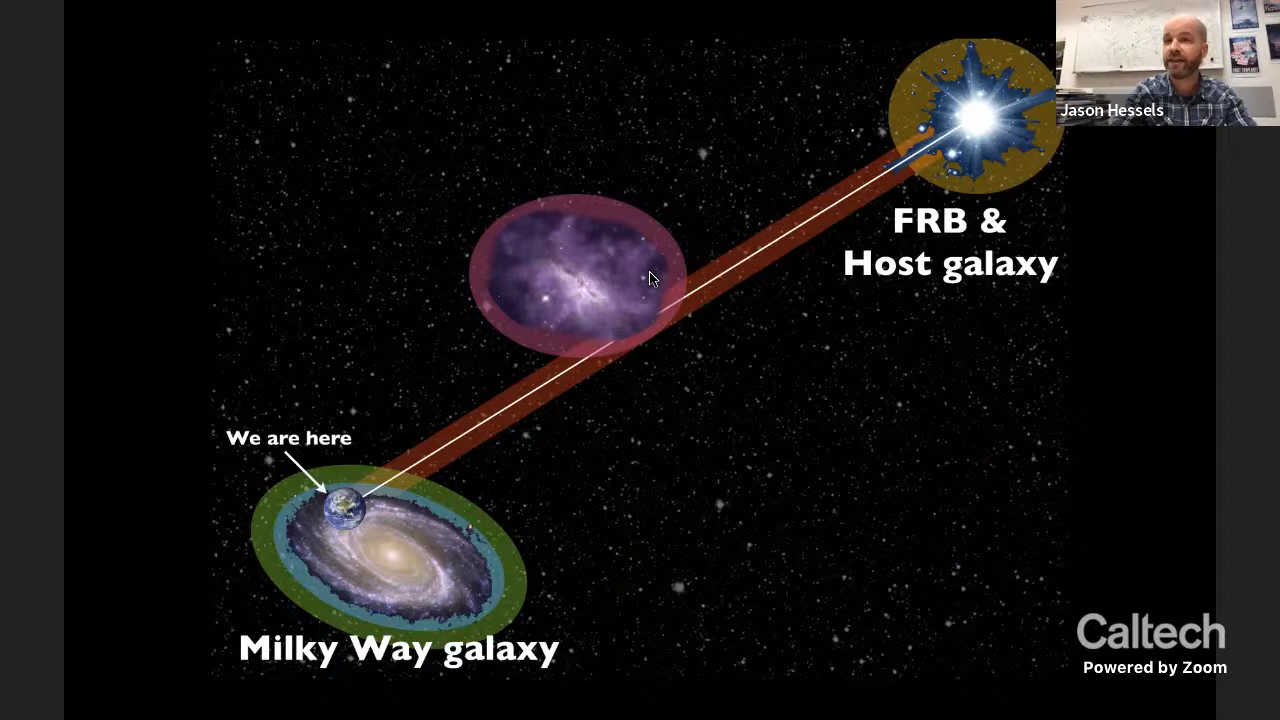 Jason Hessels
FRB &
Host galaxy
We are here
Milky Way galaxy
Caltech
Powered by Zoom